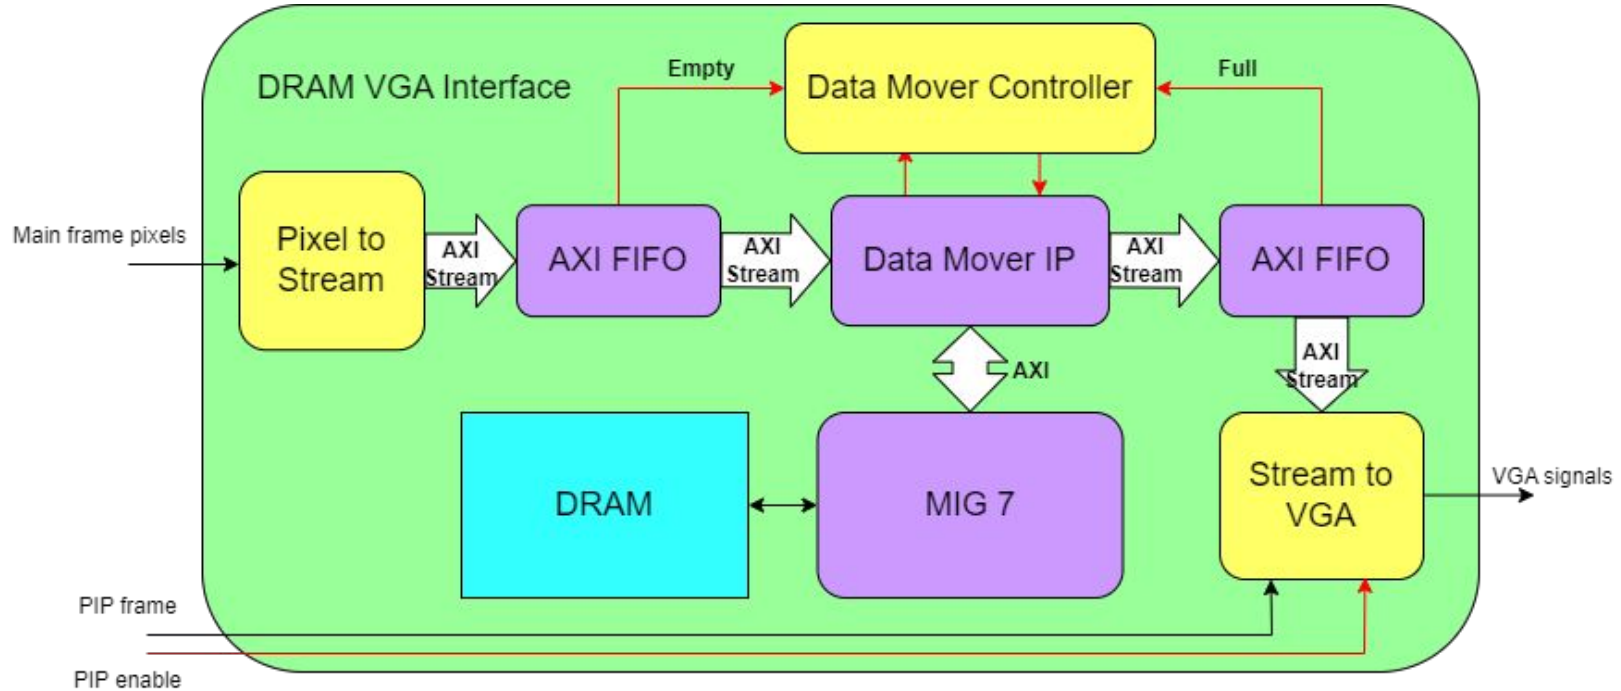 DRAM VGA Interface
Empty
Data Mover Controller
Full
Main frame pixels
Pixel to
Stream
AXI
Stream
AXI FIFO
AXI
Stream
Data Mover IP
AXI
Stream
AXI FIFO
AXI
AXI
Stream
DRAM
MIG 7
Stream to
VGA
VGA signals
PIP frame
PIP enable